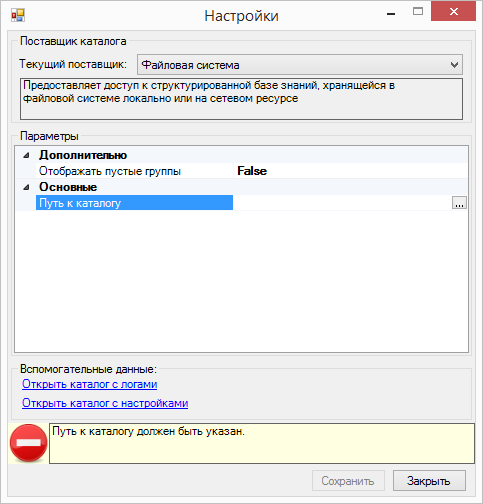 Настройки
Поставщик каталога
Текущий поставщик: Файловая система
Предоставляет доступ к структурированной базе знаний, хранящейся в
файловой системе локально или на сетевом ресурсе
Параметры
Дополнительно
Отображать пустые группы False
Основные
Путь к каталогу ...
Вспомогательные данные:
Открыть каталог с логами
Открыть каталог с настройками
Путь к каталогу должен быть указан.
Сохранить Закрыть